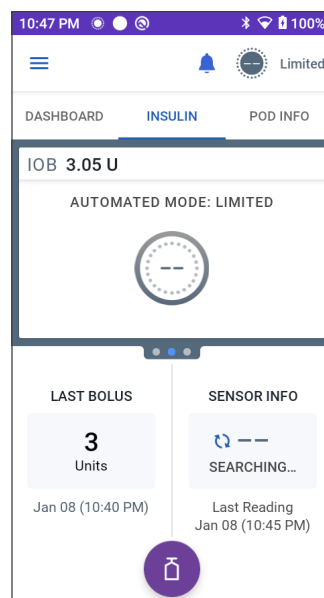 10:47 PM 100%
Limited
DASHBOARD INSULIN POD INFO
IOB 3.05 U
AUTOMATED MODE: LIMITED
LAST BOLUS
3
Units
Jan 08 (10:40 PM)
SENSOR INFO
SEARCHING...
Last Reading
Jan 08 (10:45 PM)